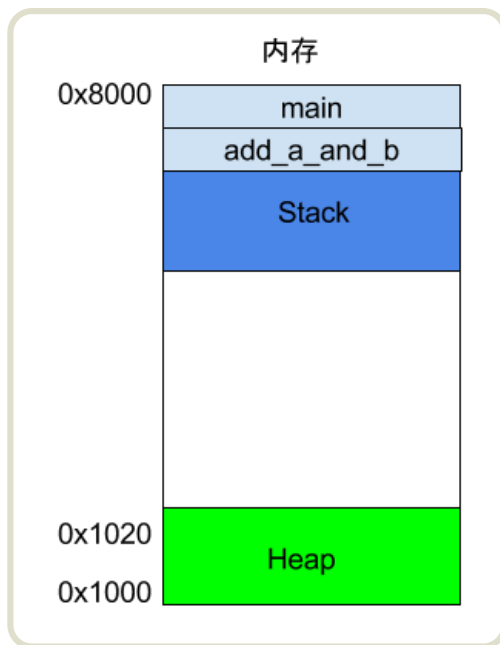 内存
0x8000
main
add_a_and_b
Stack
0x1020
Heap
0x1000